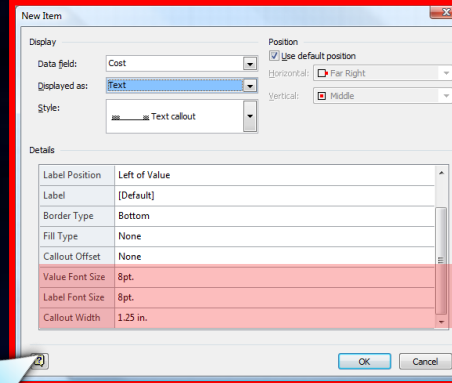 New Item
Display
Position
Data field: Cost
Use default position
Horizontal: Far Right
Displayed as: Text
Vertical: Middle
Style: Text callout
Details
Label Position Left of Value
Label [Default]
Border Type Bottom
Fill Type None
Callout Offset None
Value Font Size 8pt.
Label Font Size 8pt.
Callout Width 1.25 in.
OK Cancel